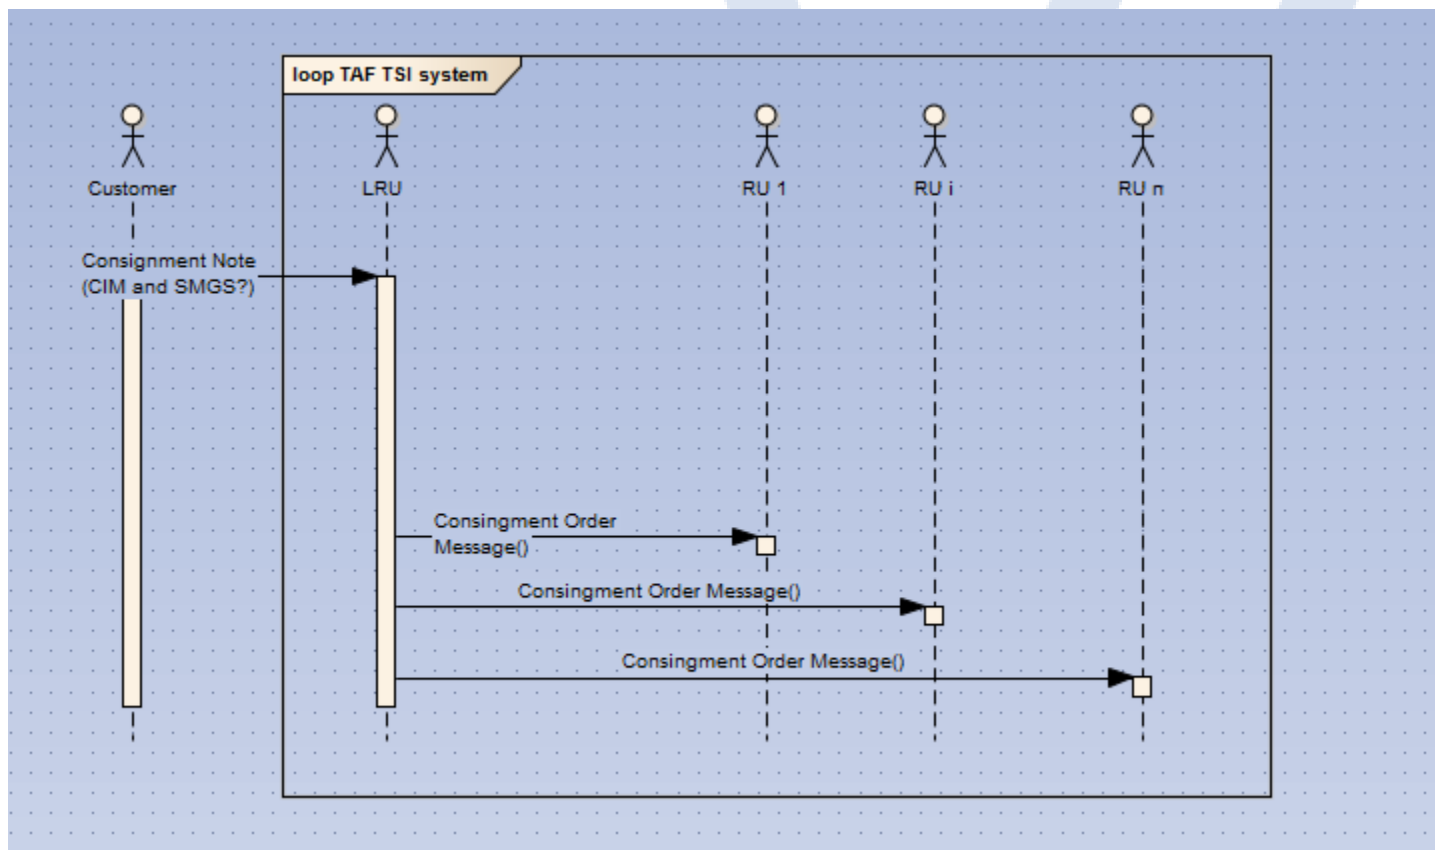 loop TAF TSI system
Customer
LRU
RU 1
RU i
RU n
Consignment Note
(CIM and SMGS?)
Consingment Order
Message()
Consingment Order Message()
Consingment Order Message()